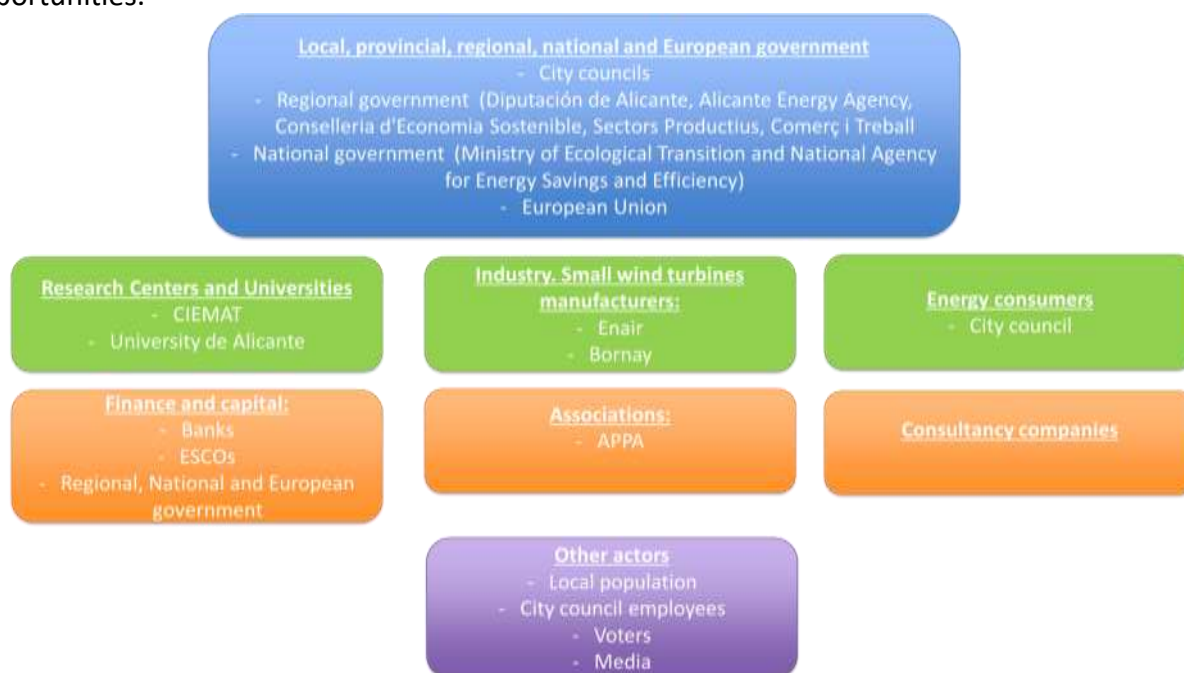 portunities.
Local, provincial, regional, national and European government
- City councils
- Regional government (Diputación de Alicante, Alicante Energy Agency,
Conselleria d'Economia Sostenible, Sectors Productius, Comerç i Treball
- National government (Ministry of Ecological Transition and National Agency
for Energy Savings and Efficiency)
- European Union
Research Centers and Universities
- CIEMAT
- University de Alicante
Industry. Small wind turbines
manufacturers:
- Enair
- Bornay
Energy consumers
- City council
Finance and capital:
- Banks
- ESCOs
- Regional, National and European
government
Associations:
- APPA
Consultancy companies
Other actors
- Local population
- City council employees
- Voters
- Media